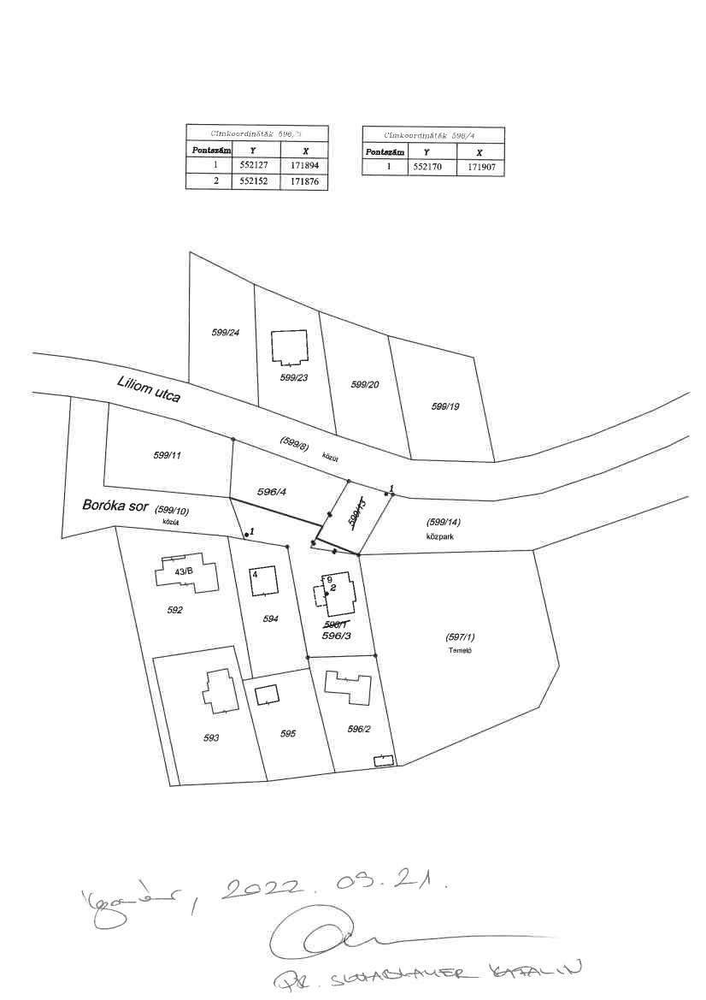 Címkoordináták 596/3
Pontszám Y X
1 552127 171894
2 552152 171876
Címkoordináták 596/4
Pontszám Y X
1 552170 171907
599/24
599/23
599/20
599/19
Liliom utca
(599/8)
közút
599/11
596/4
1
599/13
(599/14)
közpark
Boróka sor (599/10)
közút
1
43/B
592
4
594
9
2
596/1
596/3
(597/1)
Temető
593
595
596/2
2022. 09. 21.
KATALIN